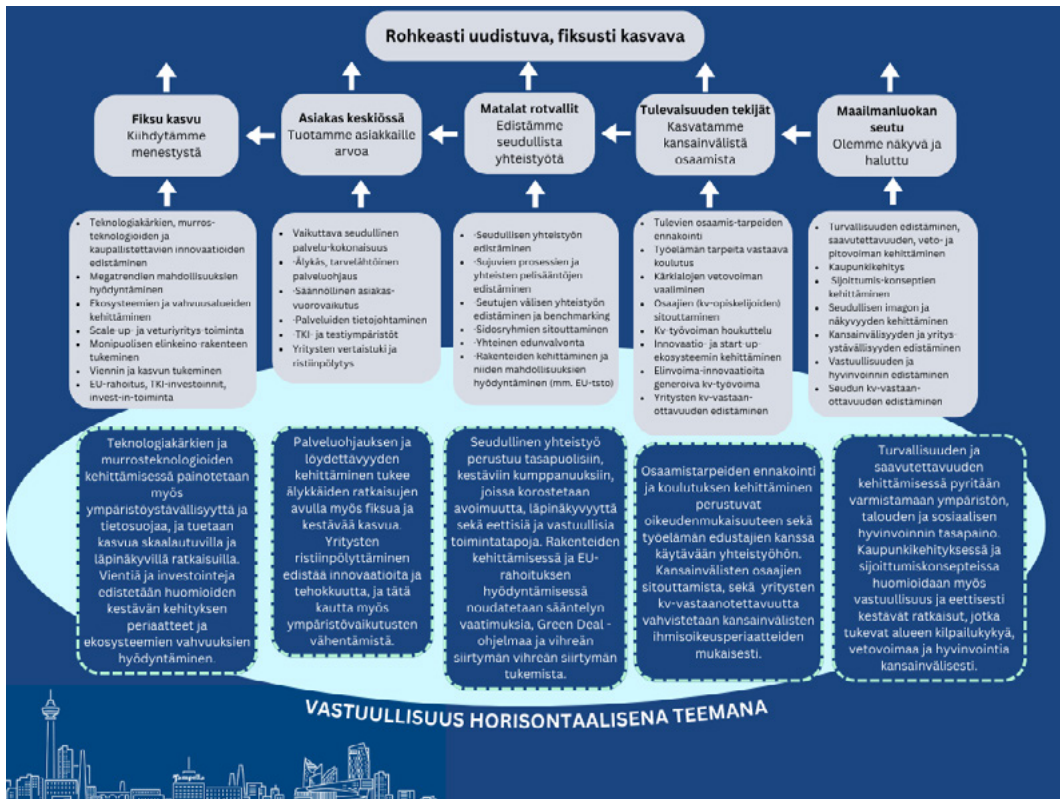 Rohkeasti uudistuva, fiksusti kasvava
Fiksu kasvu
Kiihdytämme
menestystä
Asiakas keskiössä
Tuotamme asiakkaille
arvoa
Matalat rotvallit
Edistämme
seudullista
yhteistyötä
Tulevaisuuden tekijät
Kasvatamme
kansainvälistä
osaamista
Maailmanluokan
seutu
Olemme näkyvä ja
haluttu
Teknologiakärkien, murros-
teknologioiden ja
kaupallistettavien innovaatioiden
edistäminen
Megatrendien mahdollisuuksien
hyödyntäminen
Ekosysteemien ja vahvuusalueiden
kehittäminen
Scale-up- ja veturiyritys-toiminta
Monipuolisen elinkeino-rakenteen
tukeminen
Viennin ja kasvun tukeminen
EU-rahoitus, TKI-investoinnit,
invest-in-toiminta
Vaikuttava seudullinen
palvelu-kokonaisuus
-Älykäs, tarvelähtöinen
palveluohjaus
-Säännöllinen asiakas-
vuorovaikutus
-Palveluiden tietojohtaminen
-TKI- ja testiympäristöt
Yritysten vertaistuki ja
ristiinpölytys
-Seudullisen yhteistyön
edistäminen
-Sujuvien prosessien ja
yhteisten pelisääntöjen
edistäminen
-Seutujen välisen yhteistyön
edistäminen ja benchmarking
-Sidosryhmien sitouttaminen
-Yhteinen edunvalvonta
-Rakenteiden kehittäminen ja
niiden mahdollisuuksien
hyödyntäminen (mm. EU-tsto)
Tulevien osaamis-tarpeiden
ennakointi
Työelämän tarpeita vastaava
koulutus
Kärkialojen vetovoiman
vaaliminen
Osaajien (kv-opiskelijoiden)
sitouttaminen
Kv-työvoiman houkuttelu
Innovaatio- ja start-up-
ekosysteemin kehittäminen
Elinvoima-innovaatioita
generoiva kv-työvoima
Yritysten kv-vastaan-
ottavuuden edistäminen
Turvallisuuden edistäminen,
saavutettavuuden, veto- ja
pitovoiman kehittäminen
Kaupunkikehitys
-Sijoittumis-konseptien
kehittäminen
Seudullisen imagon ja
näkyvyyden kehittäminen
Kansainvälisyyden ja yritys-
ystävällisyyden edistäminen
Vastuullisuuden ja
hyvinvoinnin edistäminen
Seudun kv-vastaan-
ottavuuden edistäminen
Teknologiakärkien ja
murrosteknologioiden
kehittämisessä painotetaan
myös
ympäristöystävällisyyttä ja
tietosuojaa, ja tuetaan
kasvua skaalautuvilla ja
läpinäkyvillä ratkaisuilla.
Vientiä ja investointeja
edistetään huomioiden
kestävän kehityksen
periaatteet ja
ekosysteemien vahvuuksien
hyödyntäminen.
Palveluohjauksen ja
löydettävyyden
kehittäminen tukee
älykkäiden ratkaisujen
avulla myös fiksua ja
kestävää kasvua.
Yritysten
ristiinpölyttäminen
edistää innovaatioita ja
tehokkuutta, ja tätä
kautta myös
ympäristövaikutusten
vähentämistä.
Seudullinen yhteistyö
perustuu tasapuolisiin,
kestäviin kumppanuuksiin,
joissa korostetaan
avoimuutta, läpinäkyvyyttä
sekä eettisiä ja vastuullisia
toimintatapoja. Rakenteiden
kehittämisessä ja EU-
rahoituksen
hyödyntämisessä
noudatetaan sääntelyn
vaatimuksia, Green Deal -
ohjelmaa ja vihreän
siirtymän vihreän siirtymän
tukemista.
Osaamistarpeiden ennakointi
ja koulutuksen kehittäminen
perustuvat
oikeudenmukaisuuteen sekä
työelämän edustajien kanssa
käytävään yhteistyöhön.
Kansainvälisten osaajien
sitouttamista, sekä yritysten
kv-vastaanotettavuutta
vahvistetaan kansainvälisten
ihmisoikeusperiaatteiden
mukaisesti.
Turvallisuuden ja
saavutettavuuden
kehittämisessä pyritään
varmistamaan ympäristön,
talouden ja sosiaalisen
hyvinvoinnin tasapaino.
Kaupunkikehityksessä ja
sijoittumiskonsepteissa
huomioidaan myös
vastuullisuus ja eettisesti
kestävät ratkaisut, jotka
tukevat alueen kilpailukykyä,
vetovoimaa ja hyvinvointia
kansainvälisesti.
VASTUULLISUUS HORISONTAALISENA TEEMANA